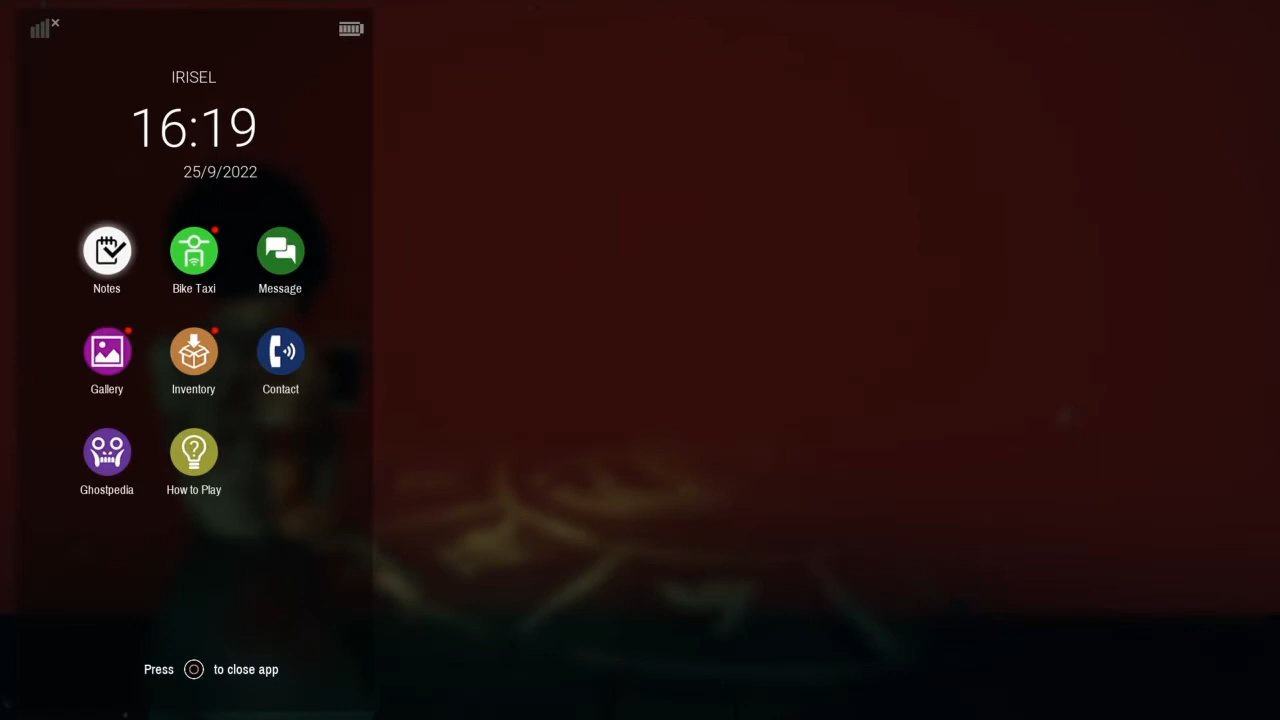 IRISEL
16:19
25/9/2022
Notes Bike Taxi Message
Gallery Inventory Contact
Ghostpedia How to Play
Press to close app